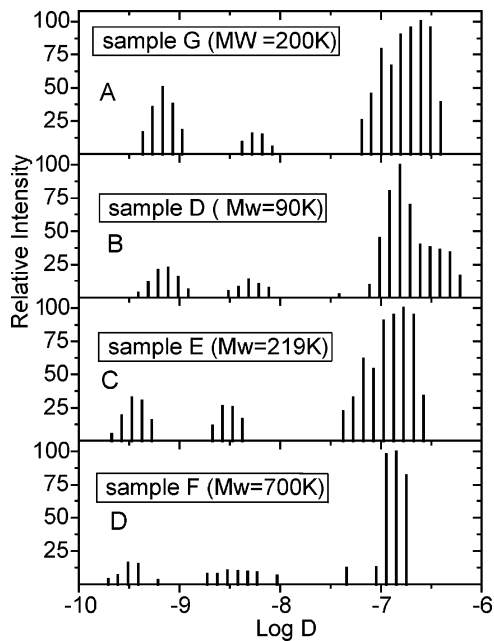 Relative Intensity
100
75
50
25
sample G (MW =200K)
A
100
75
50
25
sample D ( Mw=90K)
B
100
75
50
25
sample E (Mw=219K)
C
100
75
50
25
sample F (Mw=700K)
D
-10 -9 -8 -7 -6
Log D